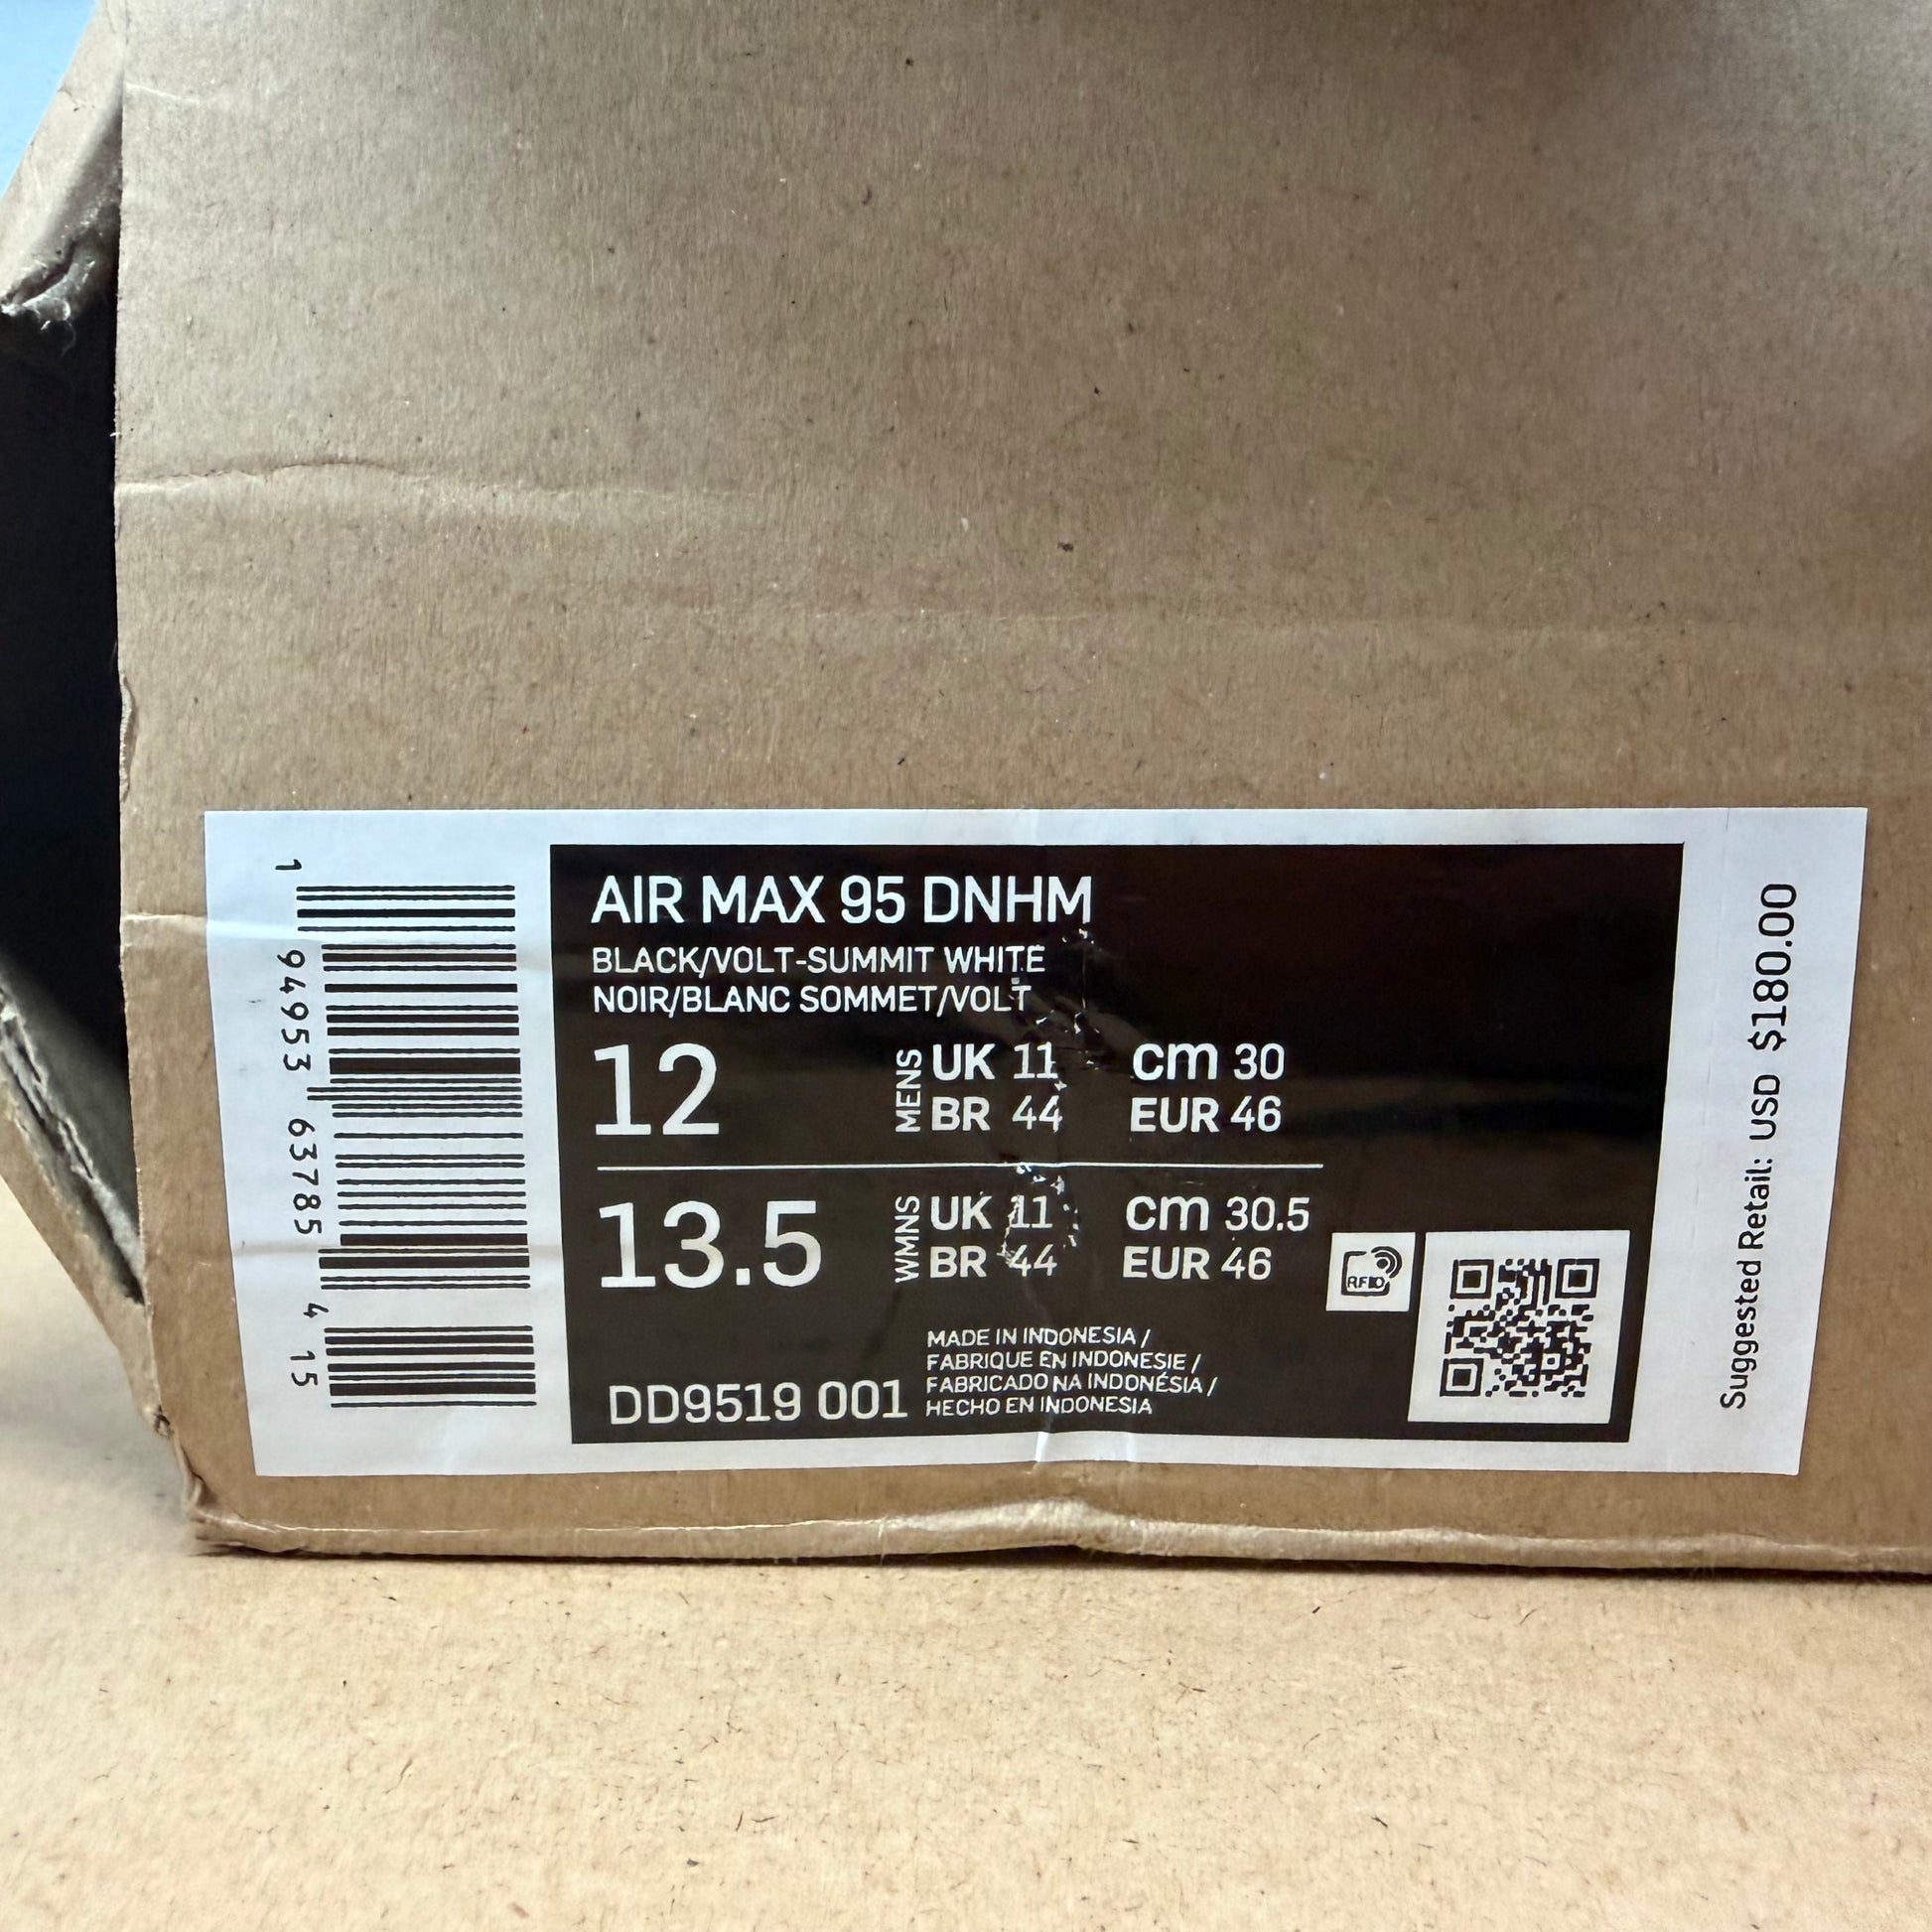 1 94953 63785 4 15
AIR MAX 95 DNHM
BLACK/VOLT-SUMMIT WHITE
NOIR/BLANC SOMMET/VOLT
12 MENS UK 11 cm 30
BR 44 EUR 46
13.5 WMNS UK 11 cm 30.5
BR 44 EUR 46
RFID
MADE IN INDONESIA /
FABRIQUE EN INDONESIE /
FABRICADO NA INDONÉSIA /
HECHO EN INDONESIA
DD9519 001
Suggested Retail: USD $180.00